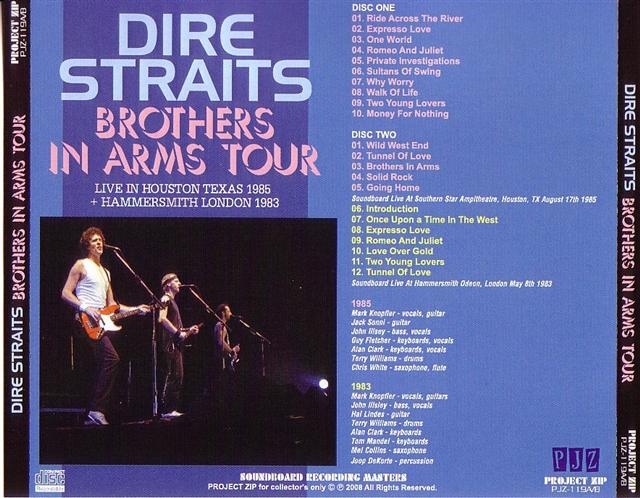 PROJECT ZIP
PJZ-119A/B
DIRE STRAITS BROTHERS IN ARMS TOUR
DIRE
STRAITS
BROTHERS
IN ARMS TOUR
LIVE IN HOUSTON TEXAS 1985
+ HAMMERSMITH LONDON 1983
DISC ONE
01. Ride Across The River
02. Expresso Love
03. One World
04. Romeo And Juliet
05. Private Investigations
06. Sultans Of Swing
07. Why Worry
08. Walk Of Life
09. Two Young Lovers
10. Money For Nothing
DISC TWO
01. Wild West End
02. Tunnel Of Love
03. Brothers In Arms
04. Solid Rock
05. Going Home
Soundboard Live At Southern Star Ampitheatre, Houston, TX August 17th 1985
06. Introduction
07. Once Upon a Time In The West
08. Expresso Love
09. Romeo And Juliet
10. Love Over Gold
11. Two Young Lovers
12. Tunnel Of Love
Soundboard Live At Hammersmith Odeon, London May 8th 1983
1985
Mark Knopfler - vocals, guitar
Jack Sonni - guitar
John Illsey - bass, vocals
Guy Fletcher - keyboards, vocals
Alan Clark - keyboards, vocals
Terry Williams - drums
Chris White - saxophone, flute
1983
Mark Knopfler - vocals, guitars
John Illsley - bass, vocals
Hal Lindes - guitar
Terry Williams - drums
Alan Clark - keyboards
Tom Mandel - keyboards
Mel Collins - saxophone
Joop DeKorte - percussion
COMPACT
disc
SOUNDBOARD RECORDING MASTERS
PROJECT ZIP for collector's only © ℗ 2008 All Rights Reserved.
PJZ
PROJECT ZIP
PJZ-119A/B
DIRE STRAITS BROTHERS IN ARMS TOUR
PROJECT ZIP
PJZ-119A/B